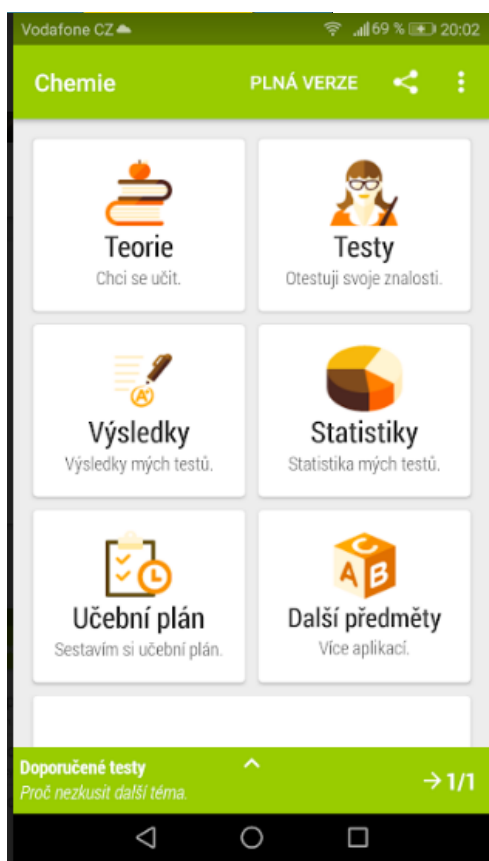 Vodafone CZ 69 % 20:02
Chemie PLNÁ VERZE
Teorie
Chci se učit.
Testy
Otestuji svoje znalosti.
A+
Výsledky
Výsledky mých testů.
Statistiky
Statistika mých testů.
Učební plán
Sestavím si učební plán.
C
A B
Další předměty
Více aplikací.
Doporučené testy
Proč nezkusit další téma.
→ 1/1